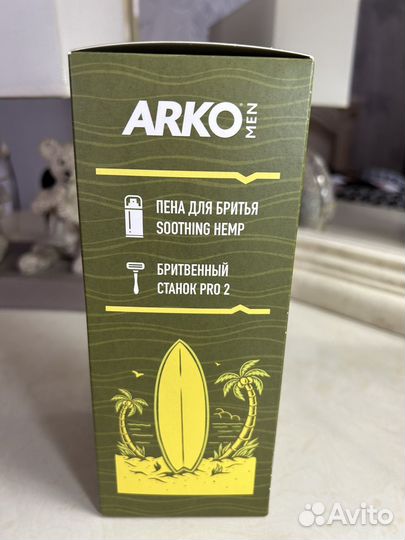 ARKO MEN
ПЕНА ДЛЯ БРИТЬЯ
SOOTHING HEMP
БРИТВЕННЫЙ
СТАНОК PRO 2
Avito